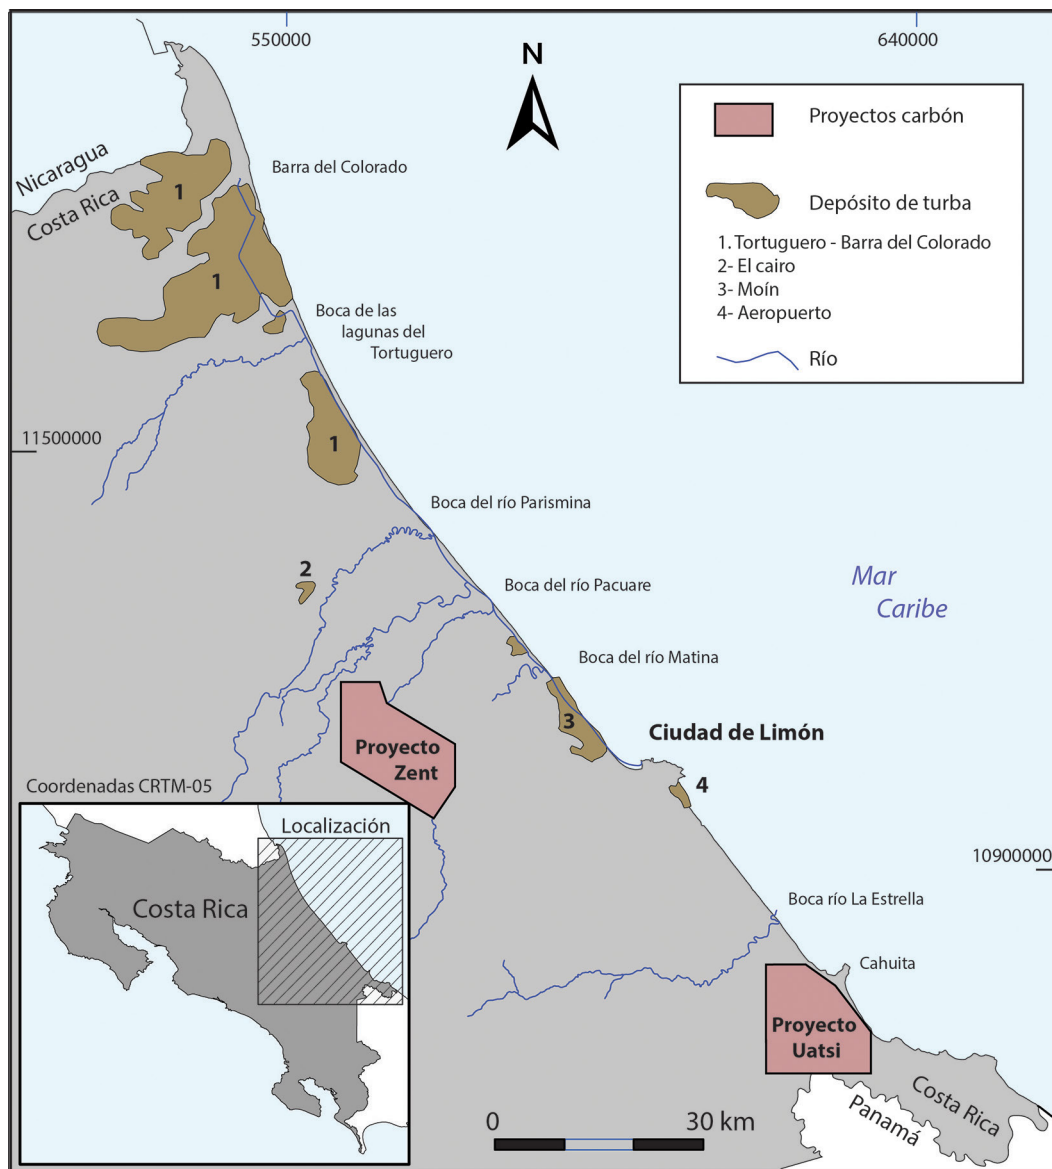 550000
640000
N
Proyectos carbón
Depósito de turba
1. Tortuguero - Barra del Colorado
2- El cairo
3- Moín
4- Aeropuerto
Río
Nicaragua
Costa Rica
1
Barra del Colorado
1
Boca de las
lagunas del
Tortuguero
11500000
1
Boca del río Parismina
2
Boca del río Pacuare
Mar
Caribe
Boca del río Matina
3
Ciudad de Limón
Proyecto
Zent
4
Coordenadas CRTM-05
Localización
Costa Rica
10900000
Boca río La Estrella
Cahuita
Proyecto
Uatsi
Costa Rica
Panamá
0
30 km